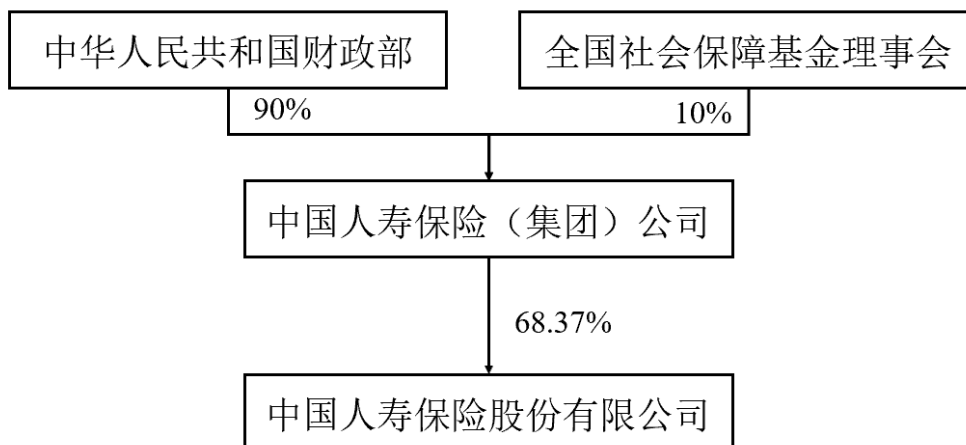 中华人民共和国财政部
全国社会保障基金理事会
90%
10%
中国人寿保险（集团）公司
68.37%
中国人寿保险股份有限公司